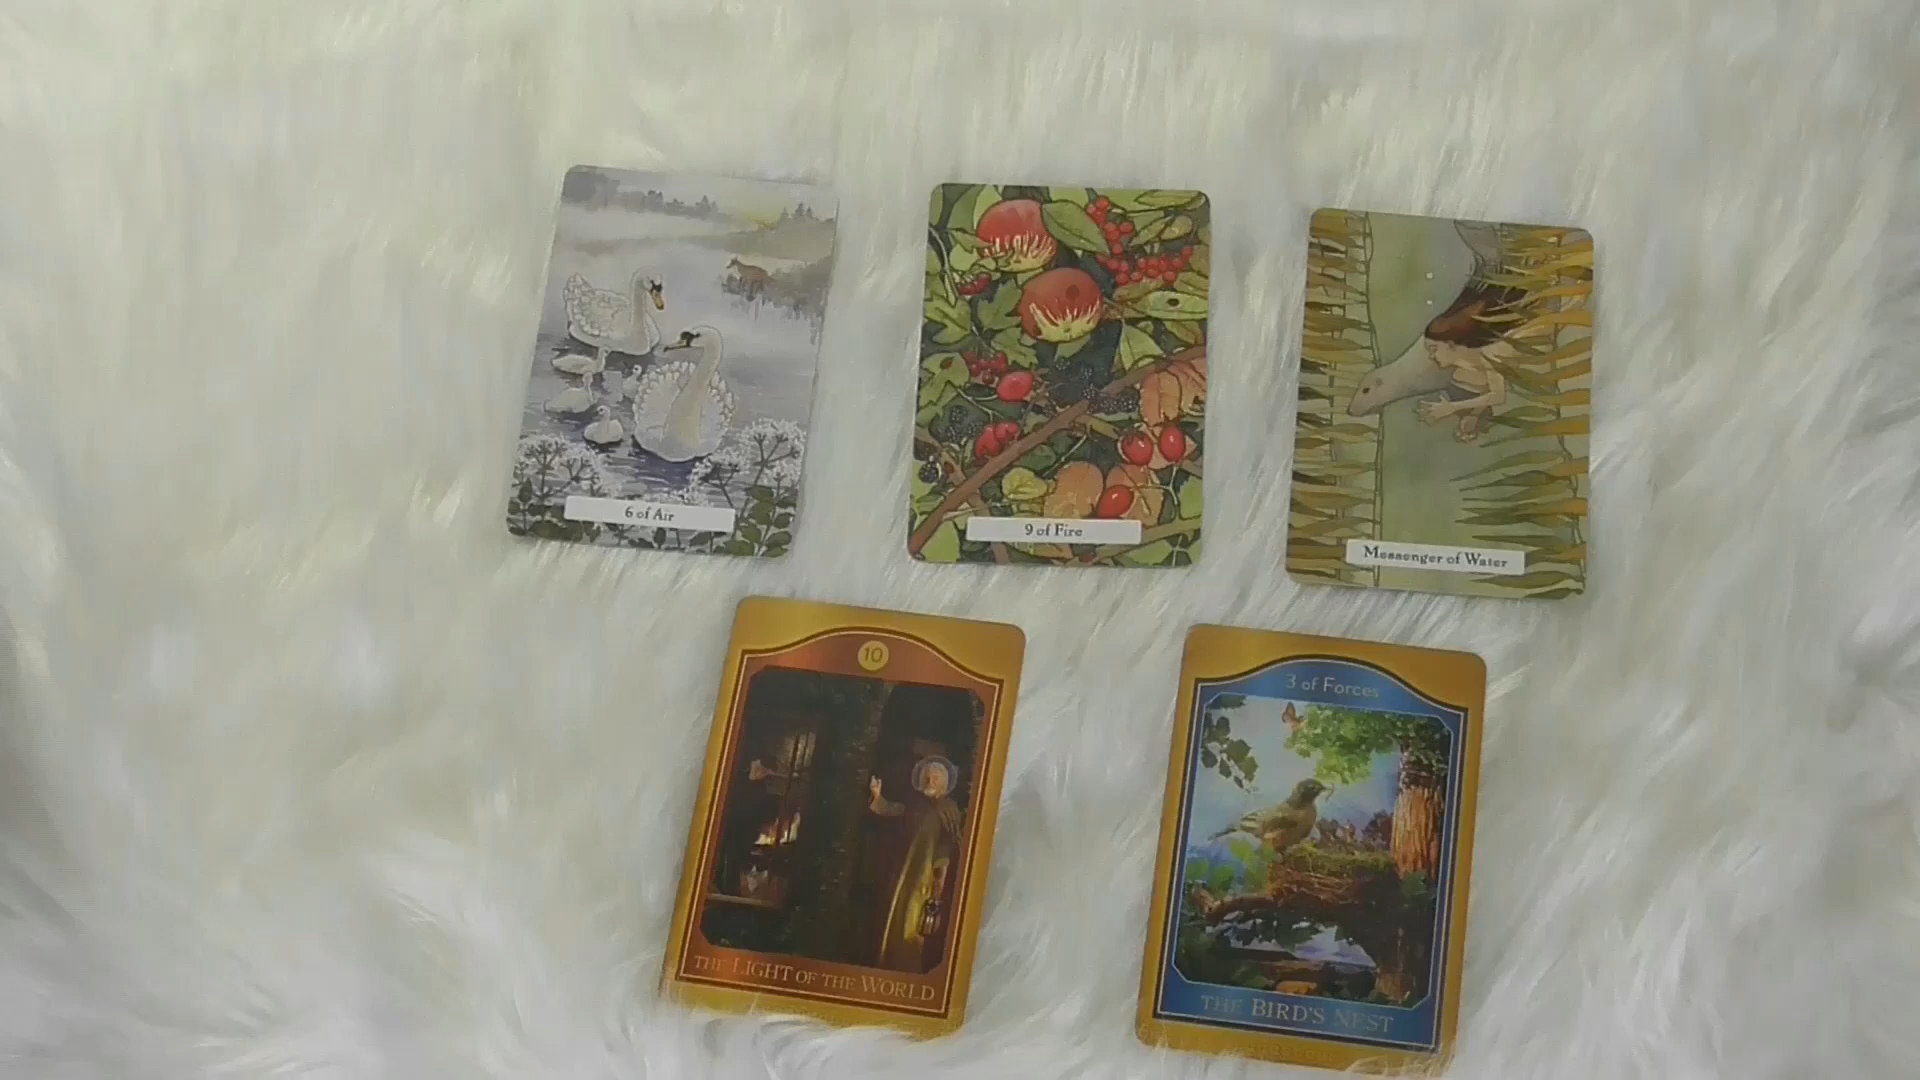 6 of Air
9 of Fire
Messenger of Water
10
THE LIGHT OF THE WORLD
3 of Forces
THE BIRD'S NEST